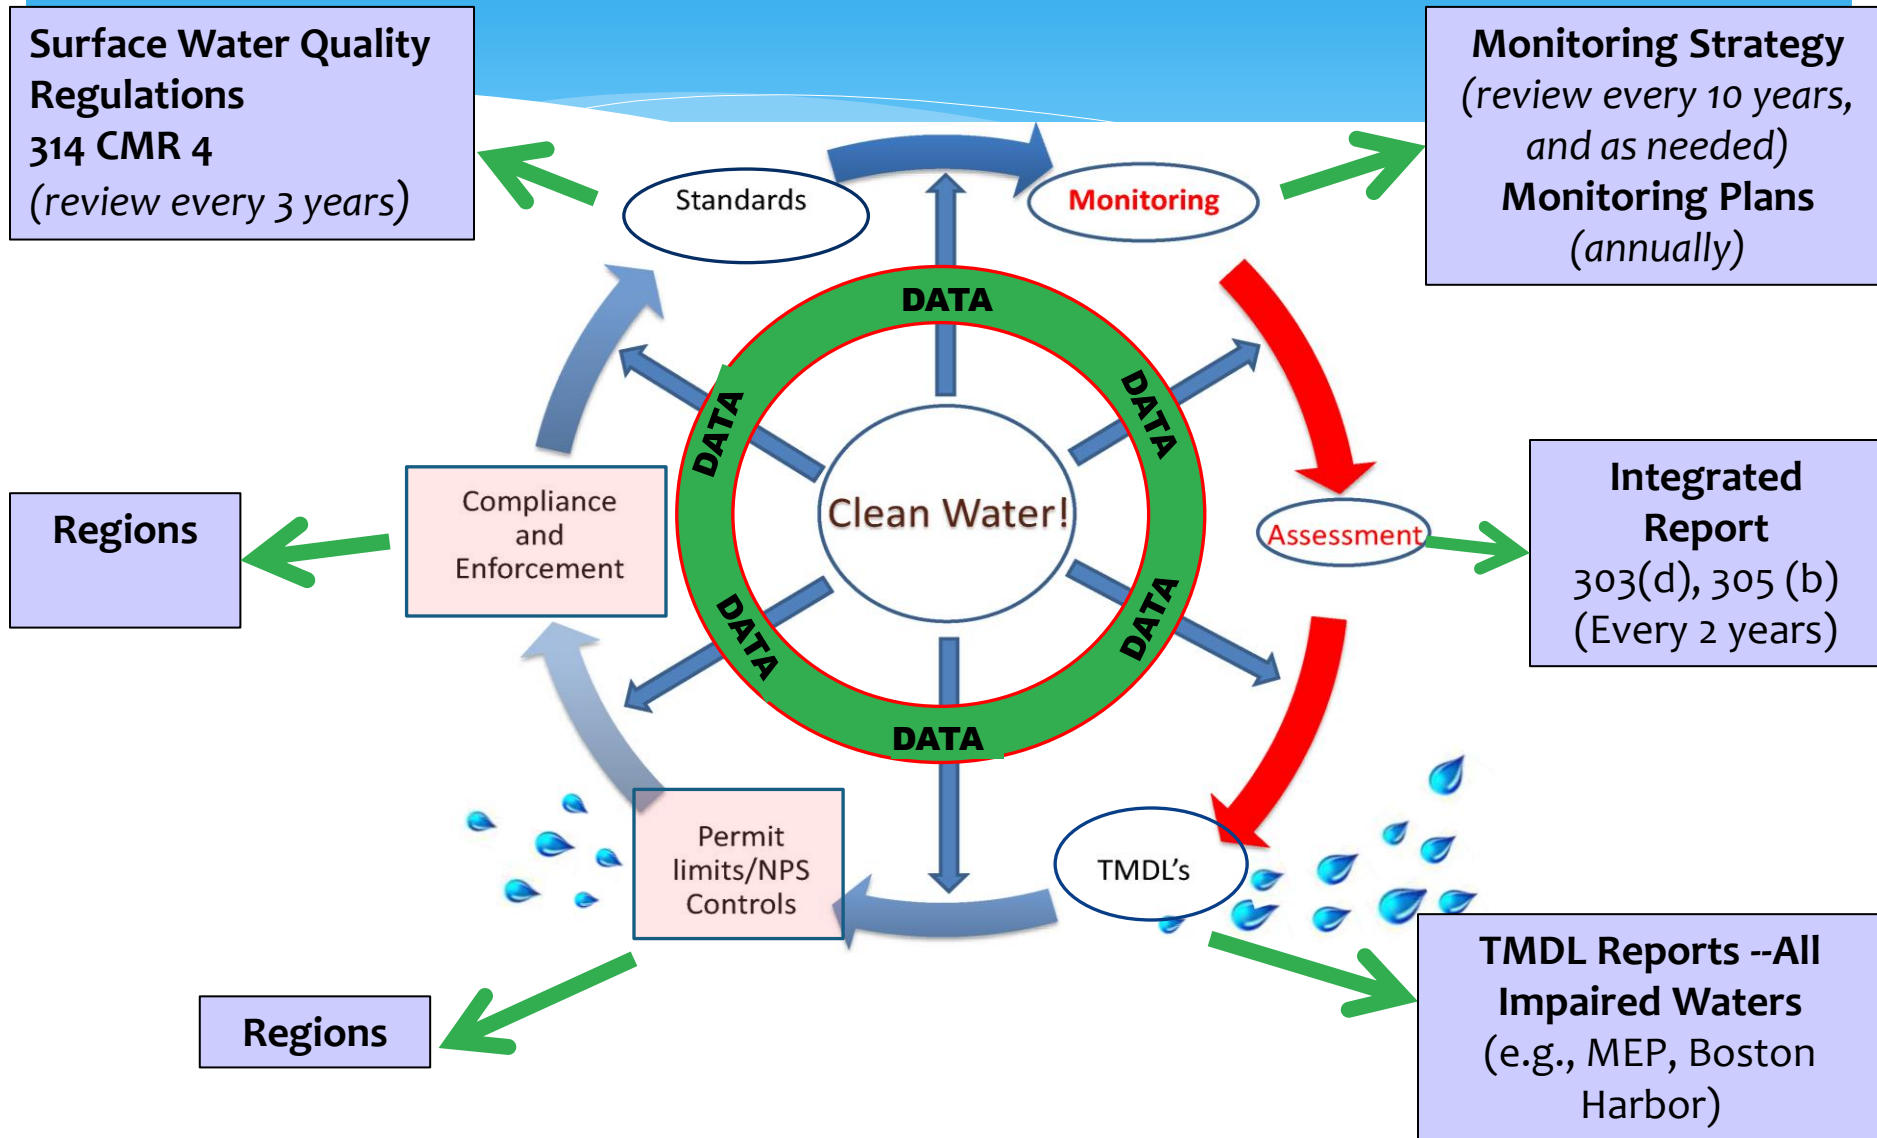 Surface Water Quality
Regulations
314 CMR 4
(review every 3 years)
Monitoring Strategy
(review every 10 years,
and as needed)
Monitoring Plans
(annually)
Standards
Monitoring
DATA
DATA
DATA
Regions
Compliance
and
Enforcement
Clean Water!
Assessment
Integrated
Report
303(d), 305 (b)
(Every 2 years)
DATA
DATA
DATA
Permit
limits/NPS
Controls
TMDL's
Regions
TMDL Reports --All
Impaired Waters
(e.g., MEP, Boston
Harbor)